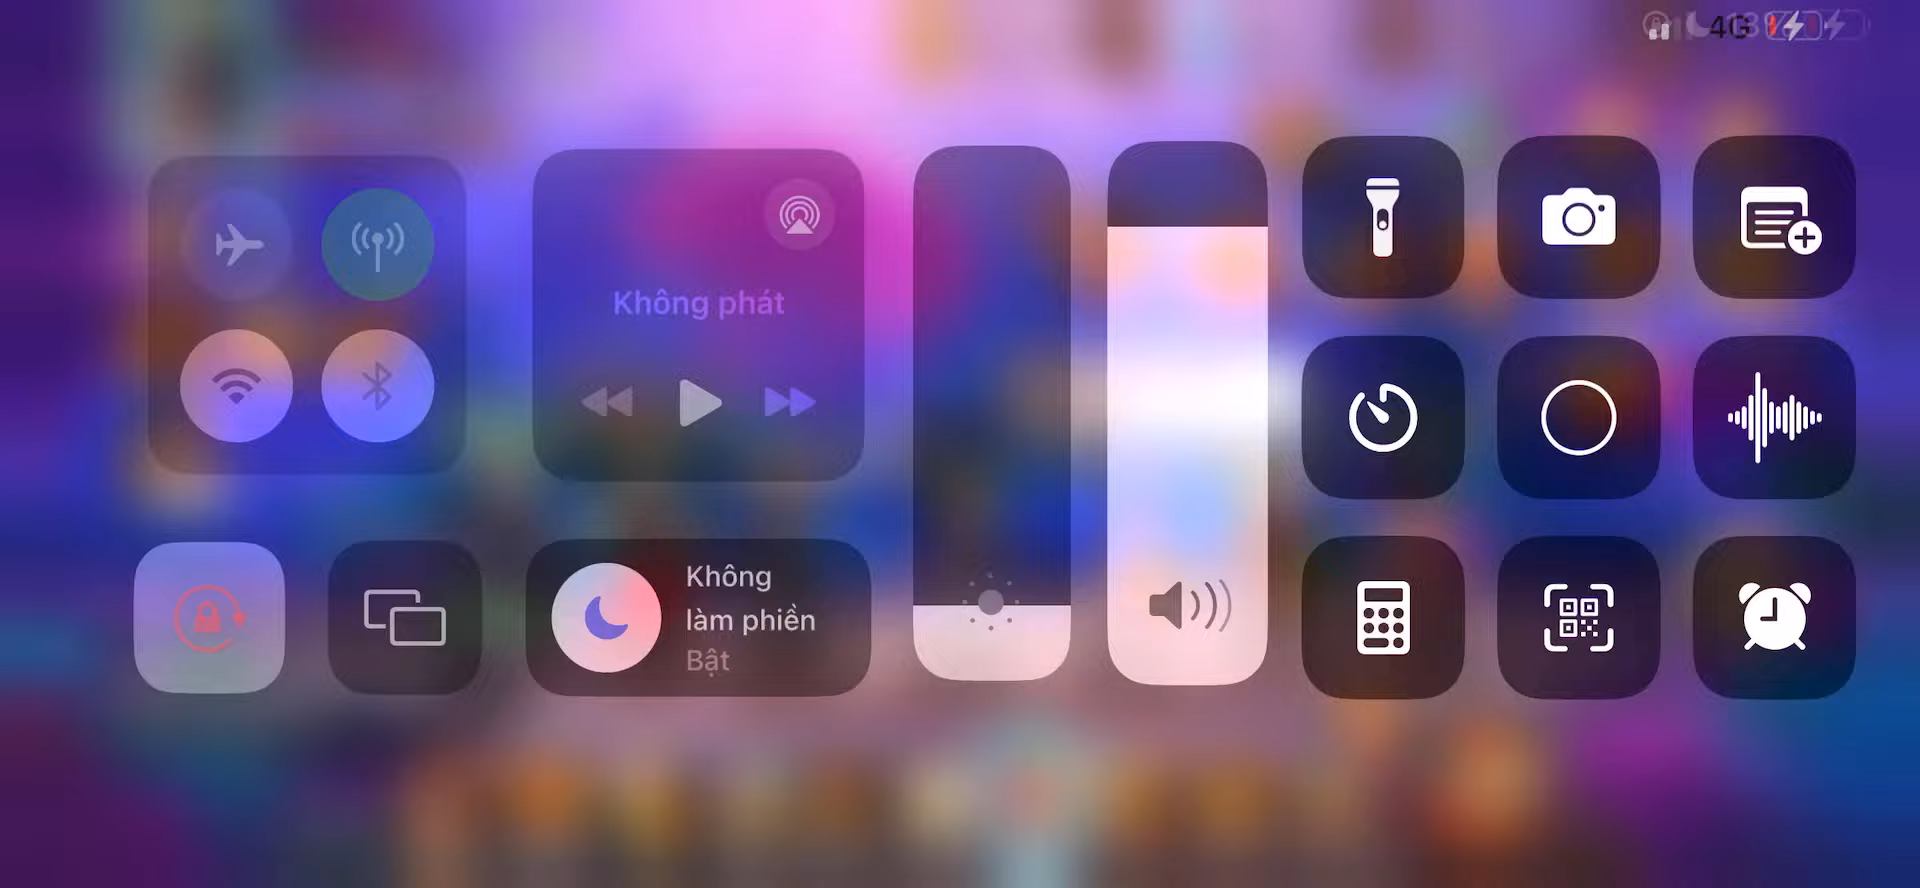 4G
Không phát
Không
làm phiền
Bật